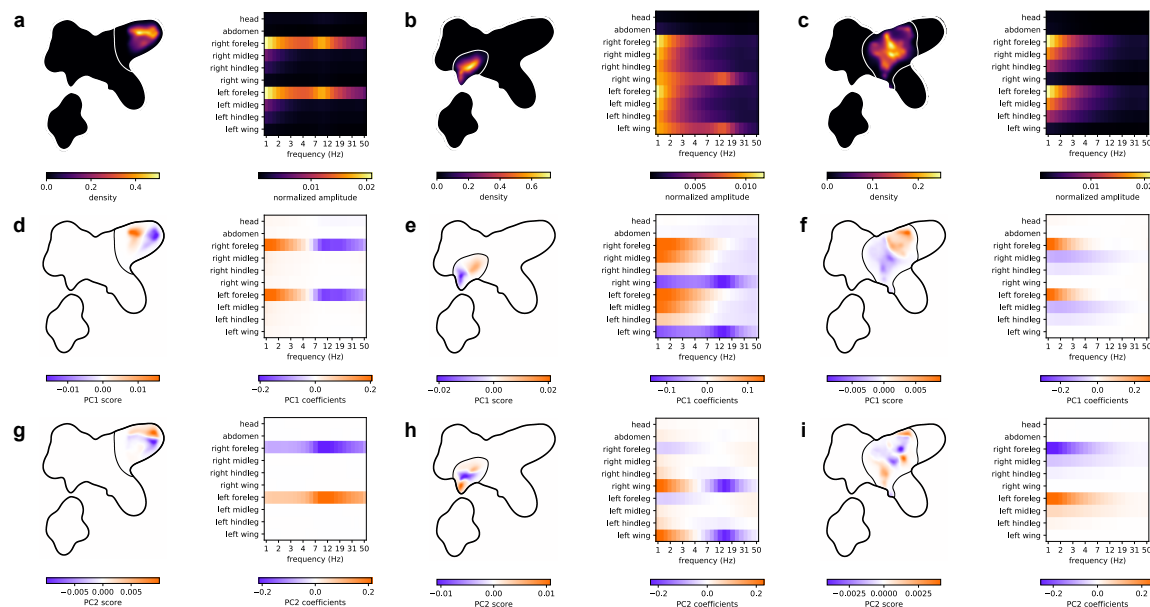 a
head
abdomen
right foreleg
right midleg
right hindleg
right wing
left foreleg
left midleg
left hindleg
left wing
1 2 3 4 7 12 19 31 50
frequency (Hz)
0.0 0.2 0.4
density
0.01 0.02
normalized amplitude
b
head
abdomen
right foreleg
right midleg
right hindleg
right wing
left foreleg
left midleg
left hindleg
left wing
1 2 3 4 7 12 19 31 50
frequency (Hz)
0.0 0.2 0.4 0.6
density
0.005 0.010
normalized amplitude
c
head
abdomen
right foreleg
right midleg
right hindleg
right wing
left foreleg
left midleg
left hindleg
left wing
1 2 3 4 7 12 19 31 50
frequency (Hz)
0.0 0.2
density
0.01 0.02
normalized amplitude
d
head
abdomen
right foreleg
right midleg
right hindleg
right wing
left foreleg
left midleg
left hindleg
left wing
1 2 3 4 7 12 19 31 50
frequency (Hz)
−0.01 0.00 0.01
PC1 score
−0.2 0.0 0.2
PC1 coefficients
e
head
abdomen
right foreleg
right midleg
right hindleg
right wing
left foreleg
left midleg
left hindleg
left wing
1 2 3 4 7 12 19 31 50
frequency (Hz)
0.00 0.01 0.02
PC1 score
−0.1 0.0 0.1
PC1 coefficients
f
head
abdomen
right foreleg
right midleg
right hindleg
right wing
left foreleg
left midleg
left hindleg
left wing
1 2 3 4 7 12 19 31 50
frequency (Hz)
−0.005 0.000 0.005
PC1 score
−0.2 0.0 0.2
PC1 coefficients
g
head
abdomen
right foreleg
right midleg
right hindleg
right wing
left foreleg
left midleg
left hindleg
left wing
1 2 3 4 7 12 19 31 50
frequency (Hz)
−0.005 0.000 0.005
PC2 score
−0.2 0.0 0.2
PC2 coefficients
h
head
abdomen
right foreleg
right midleg
right hindleg
right wing
left foreleg
left midleg
left hindleg
left wing
1 2 3 4 7 12 19 31 50
frequency (Hz)
−0.01 0.00 0.01
PC2 score
−0.2 0.0 0.2
PC2 coefficients
i
head
abdomen
right foreleg
right midleg
right hindleg
right wing
left foreleg
left midleg
left hindleg
left wing
1 2 3 4 7 12 19 31 50
frequency (Hz)
−0.0025 0.0000
PC2 score
−0.2 0.0 0.2
PC2 coefficients